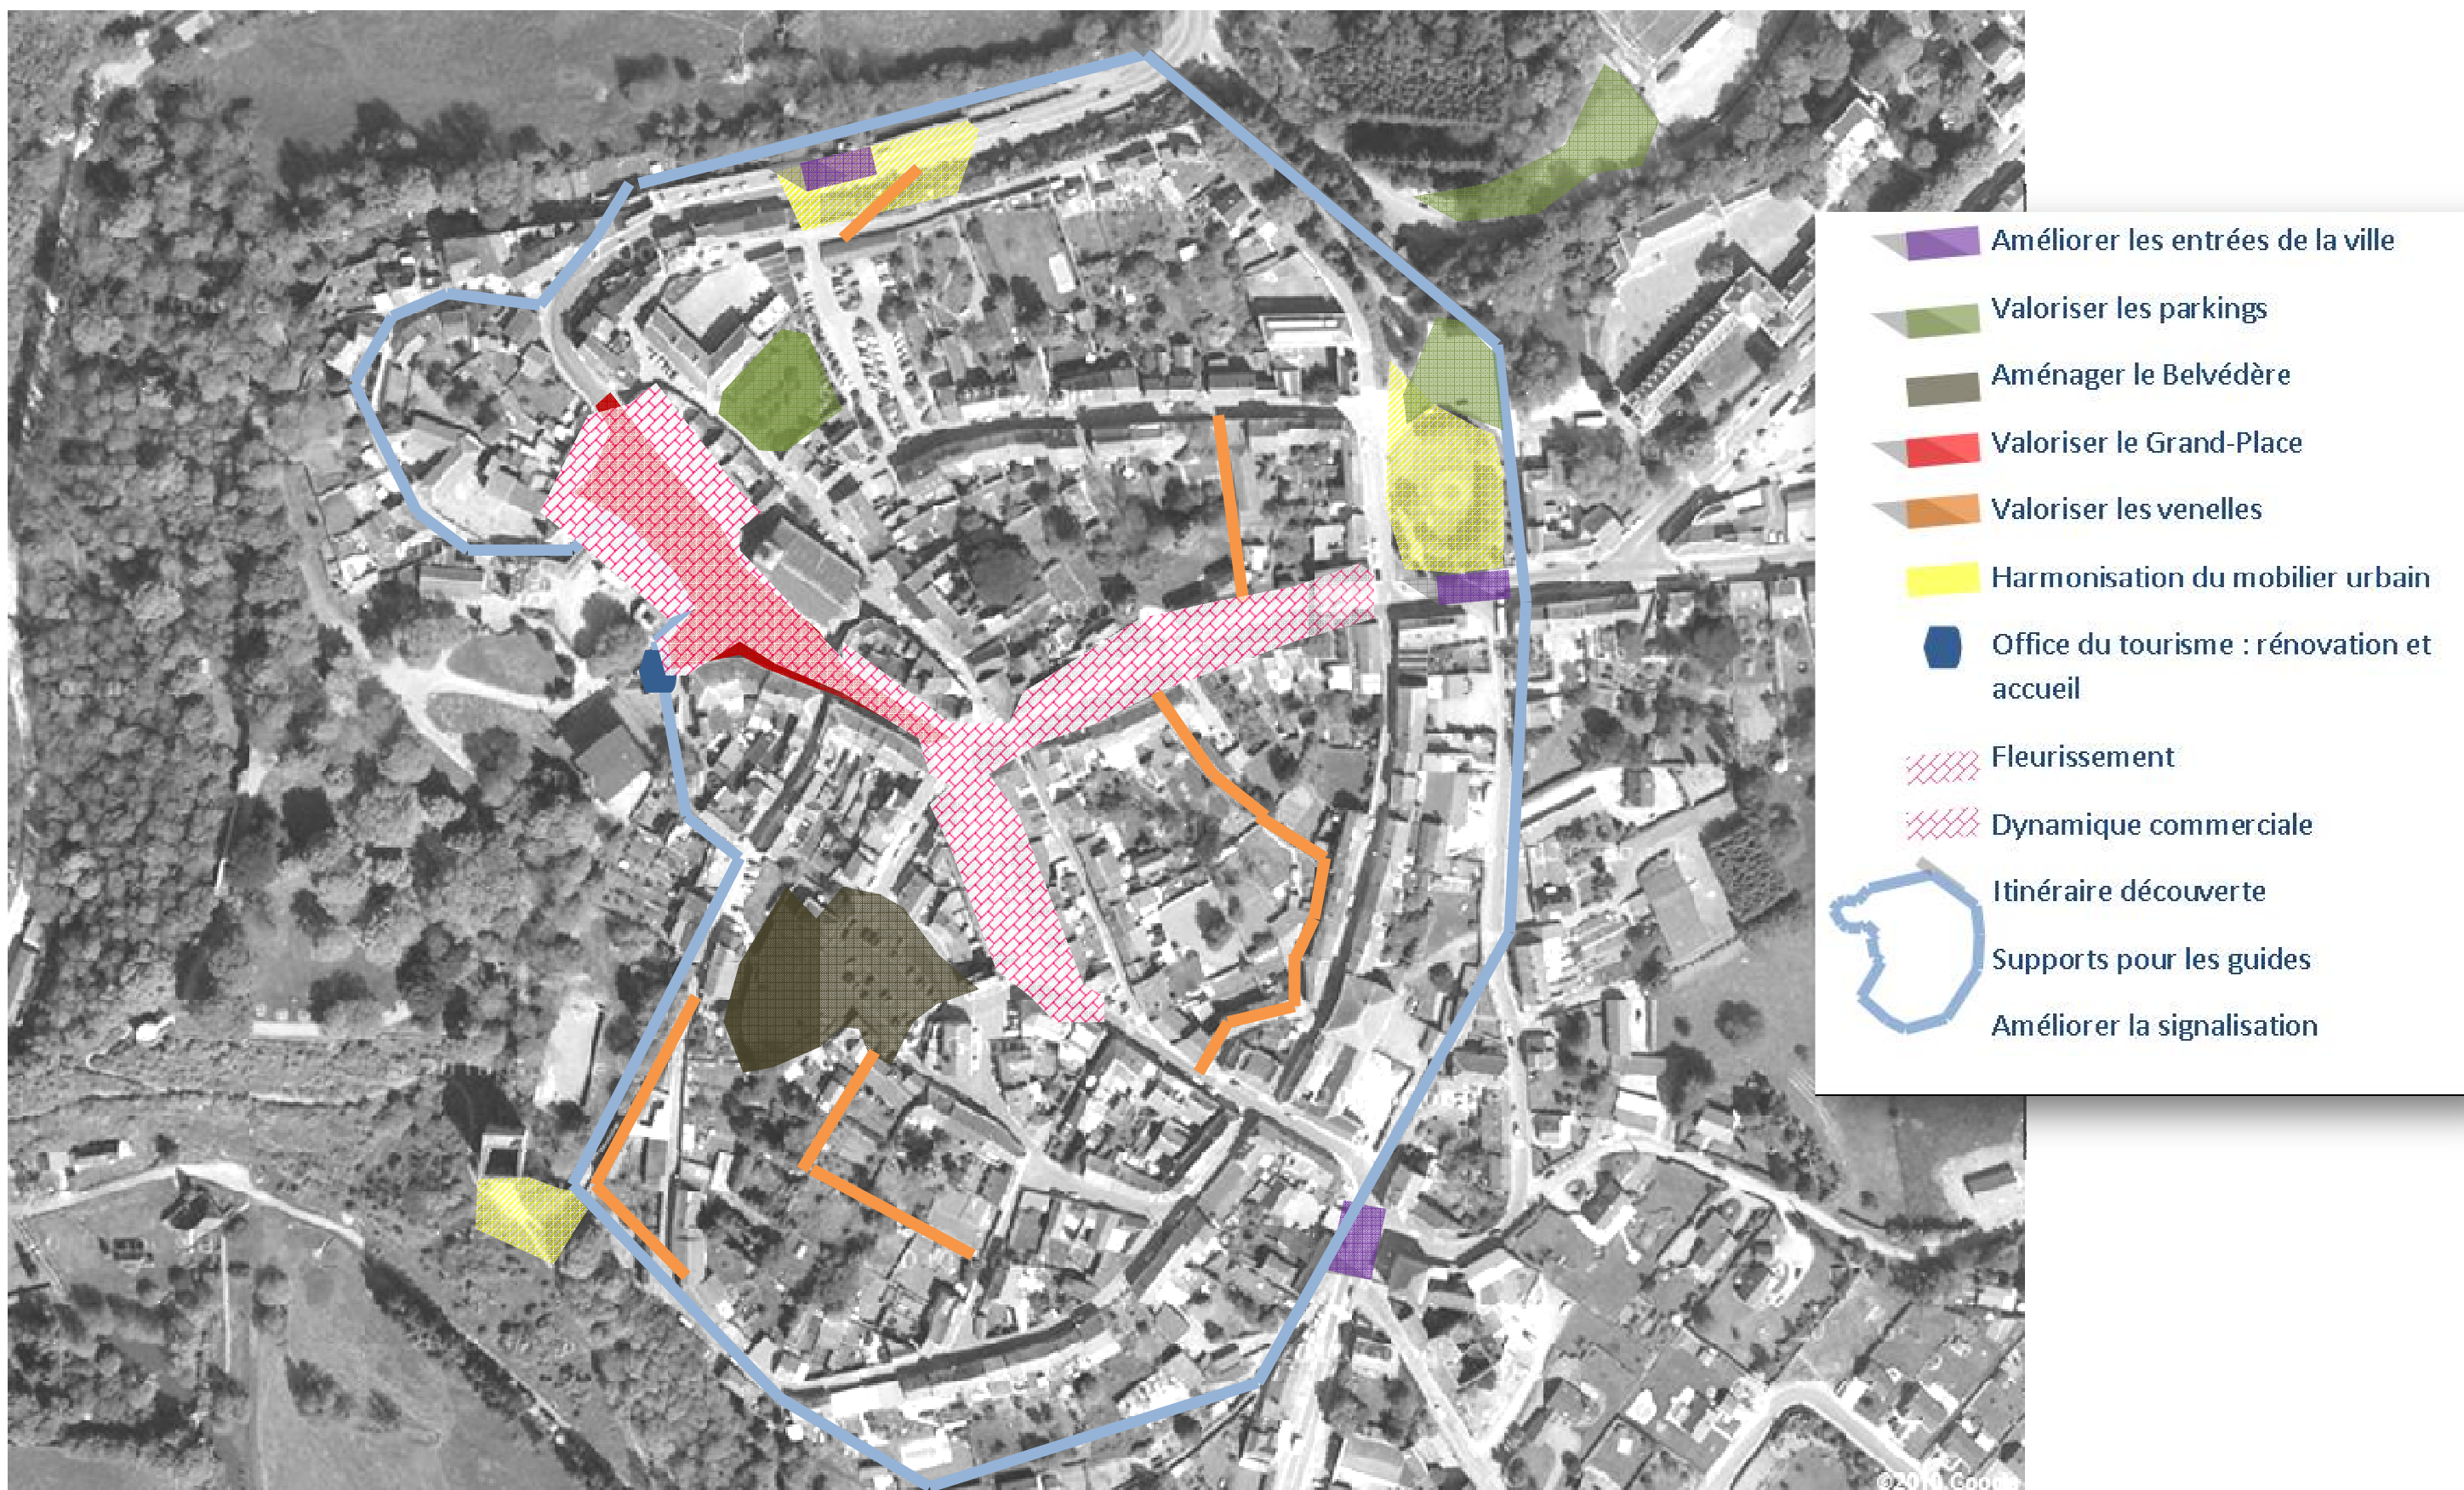 Améliorer les entrées de la ville
Valoriser les parkings
Aménager le Belvédère
Valoriser le Grand-Place
Valoriser les venelles
Harmonisation du mobilier urbain
Office du tourisme : rénovation et
accueil
Fleurissement
Dynamique commerciale
Itinéraire découverte
Supports pour les guides
Améliorer la signalisation
©2010 Google